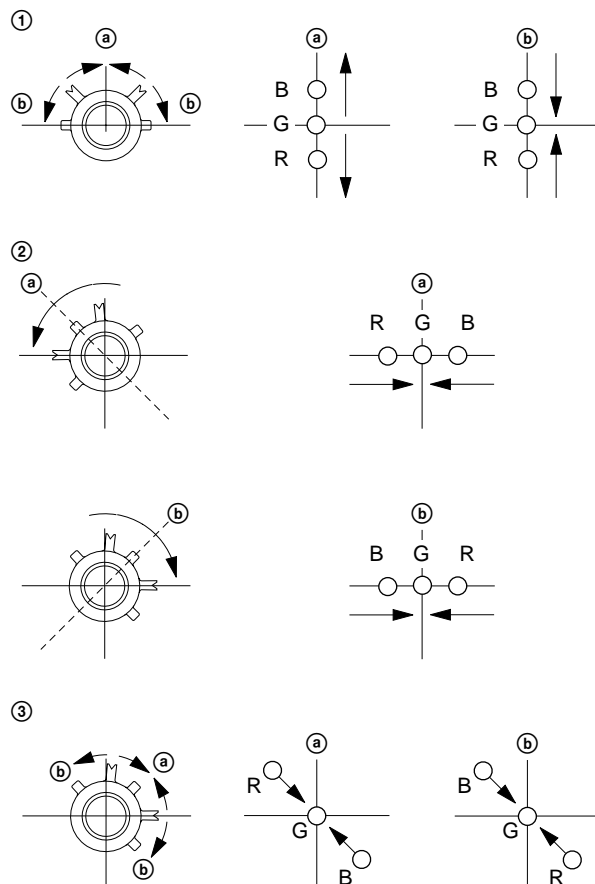 ①
ⓐ ⓐ ⓑ
ⓑ ⓑ
B B
G G
R R
②
ⓐ ⓐ
R G B
ⓑ ⓑ
B G R
③
ⓐ ⓑ
ⓑ ⓐ
R B
G G
ⓑ B R